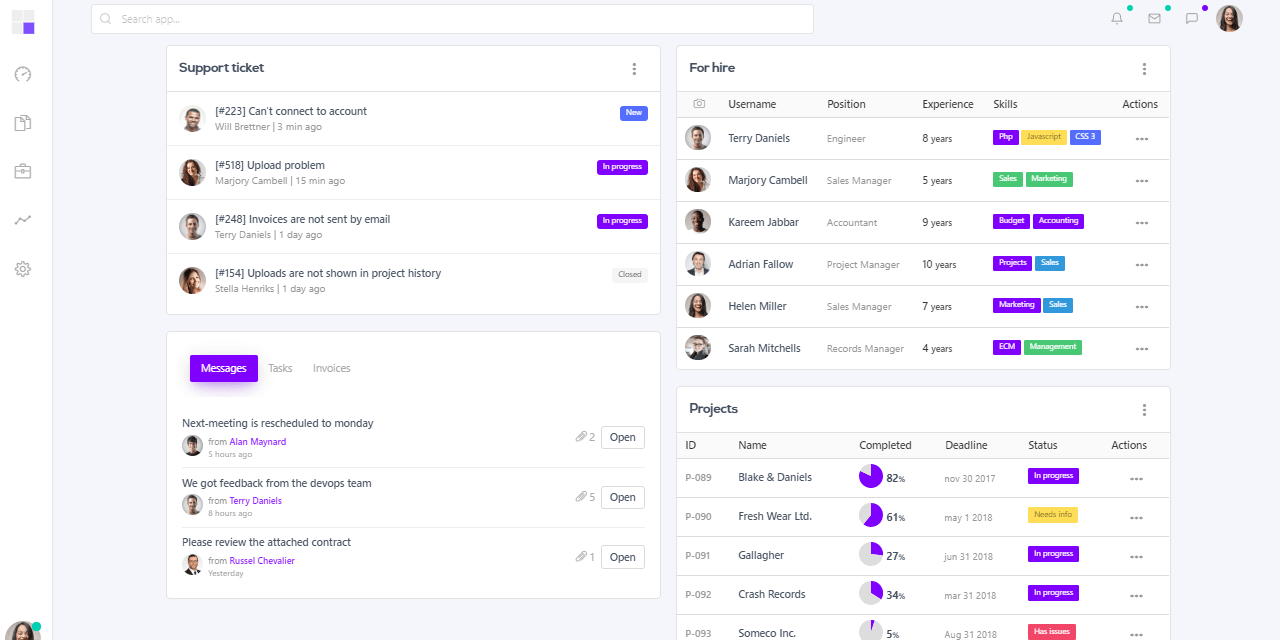 Search app...
Support ticket
[#223] Can't connect to account
New
Will Brettner | 3 min ago
[#518] Upload problem
In progress
Marjory Cambell | 15 min ago
[#248] Invoices are not sent by email
In progress
Terry Daniels | 1 day ago
[#154] Uploads are not shown in project history
Closed
Stella Henriks | 1 day ago
Messages Tasks Invoices
Next-meeting is rescheduled to monday
from Alan Maynard
5 hours ago
2 Open
We got feedback from the devs team
from Terry Daniels
8 hours ago
5 Open
Please review the attached contract
from Russel Chevalier
Yesterday
1 Open
For hire
Username Position Experience Skills Actions
Terry Daniels Engineer 8 years Php Javascript CSS 3
Marjory Cambell Sales Manager 5 years Sales Marketing
Kareem Jabbar Accountant 9 years Budget Accounting
Adrian Fallow Project Manager 10 years Projects Sales
Helen Miller Sales Manager 7 years Marketing Sales
Sarah Mitchells Records Manager 4 years ECM Management
Projects
ID Name Completed Deadline Status Actions
P-089 Blake & Daniels 82% nov 30 2017 In progress
P-090 Fresh Wear Ltd. 61% may 1 2018 Needs info
P-091 Gallagher 27% jun 31 2018 In progress
P-092 Crash Records 34% mar 31 2018 In progress
P-093 Someco Inc. 5% Aug 31 2018 Has issues